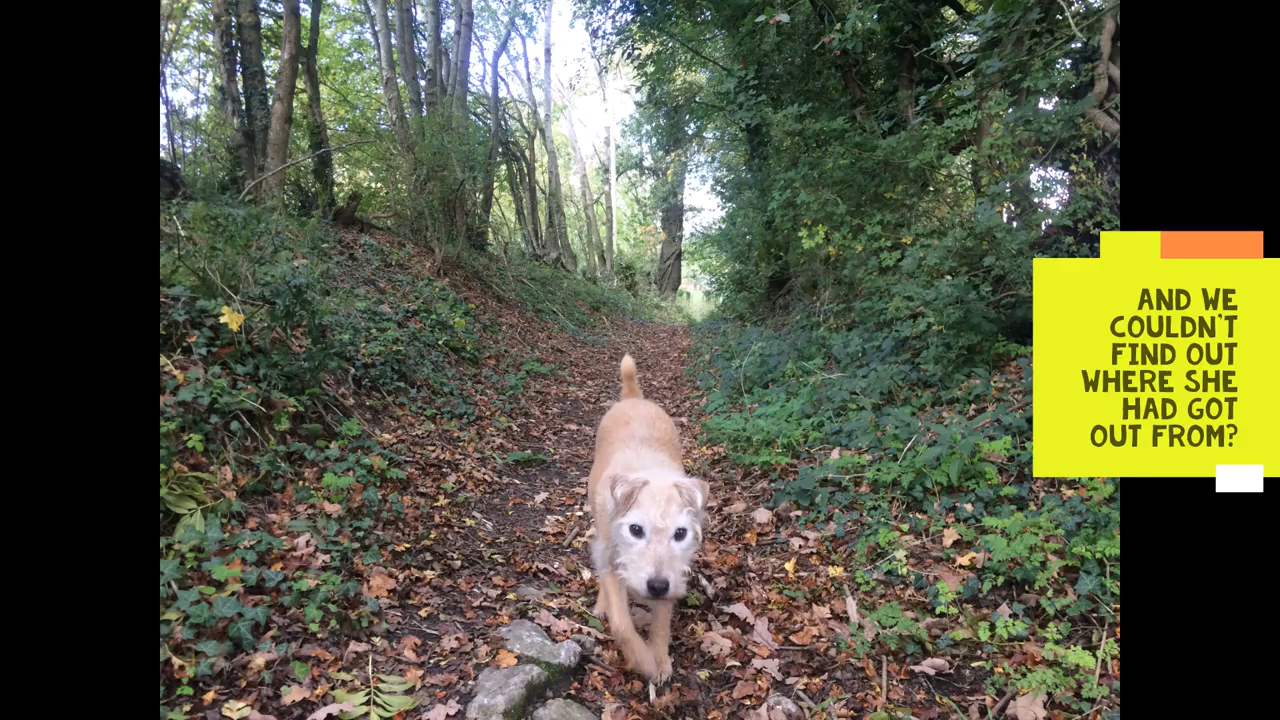 AND WE
COULDN'T
FIND OUT
WHERE SHE
HAD GOT
OUT FROM?